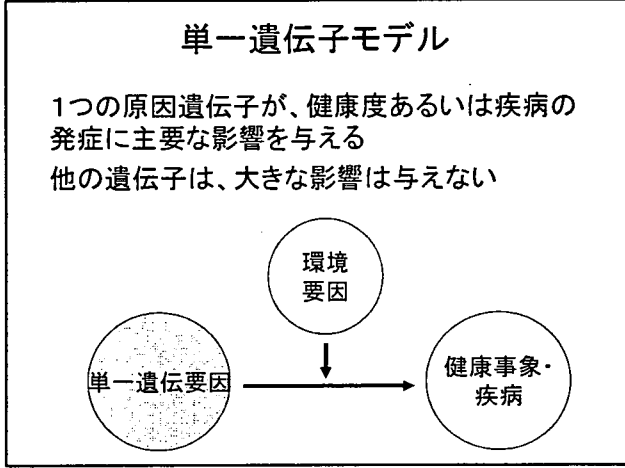 単一遺伝子モデル
1つの原因遺伝子が、健康度あるいは疾病の
発症に主要な影響を与える
他の遺伝子は、大きな影響は与えない
環境
要因
単一遺伝要因
健康事象・
疾病